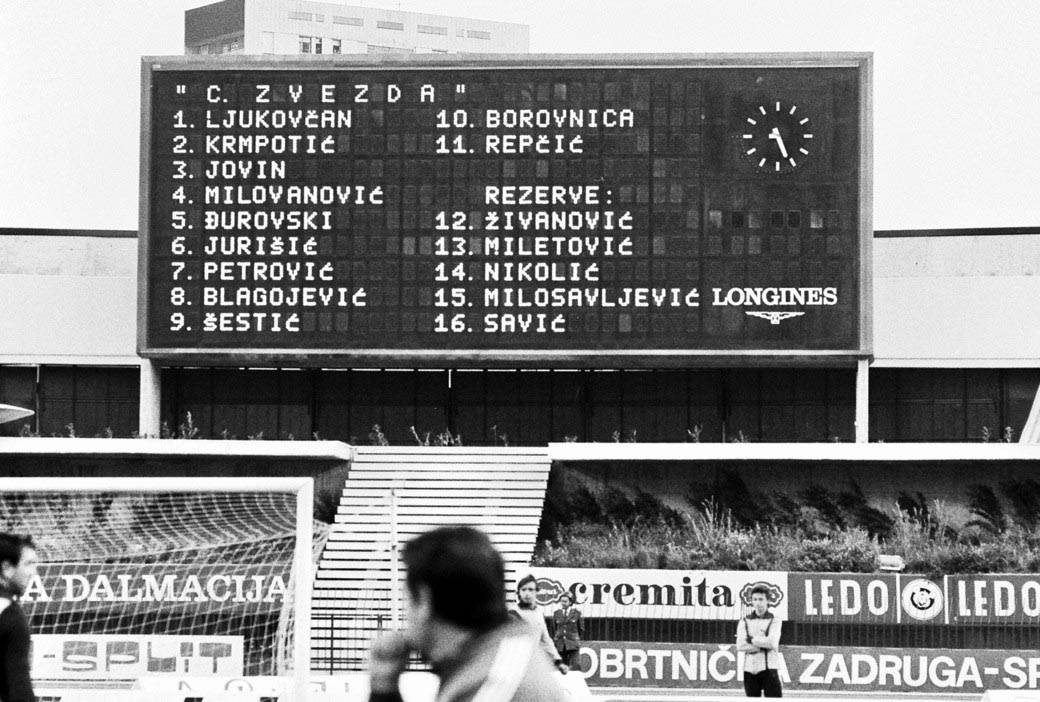 " C. ZVEZDA "
1. LJUKOVČAN
2. KRMPOTIĆ
3. JOVIN
4. MILOVANOVIĆ
5. ĐUROVSKI
6. JURIŠIĆ
7. PETROVIĆ
8. BLAGOJEVIĆ
9. ŠESTIĆ
10. BOROVNICA
11. REPČIĆ
REZERVE:
12. ŽIVANOVIĆ
13. MILETOVIĆ
14. NIKOLIĆ
15. MILOSAVLJEVIĆ
16. SAVIĆ
LONGINES
A DALMACIJA
-SPLIT
cremita
LEDO LEDO
OBRTNIČKA ZADRUGA-SP